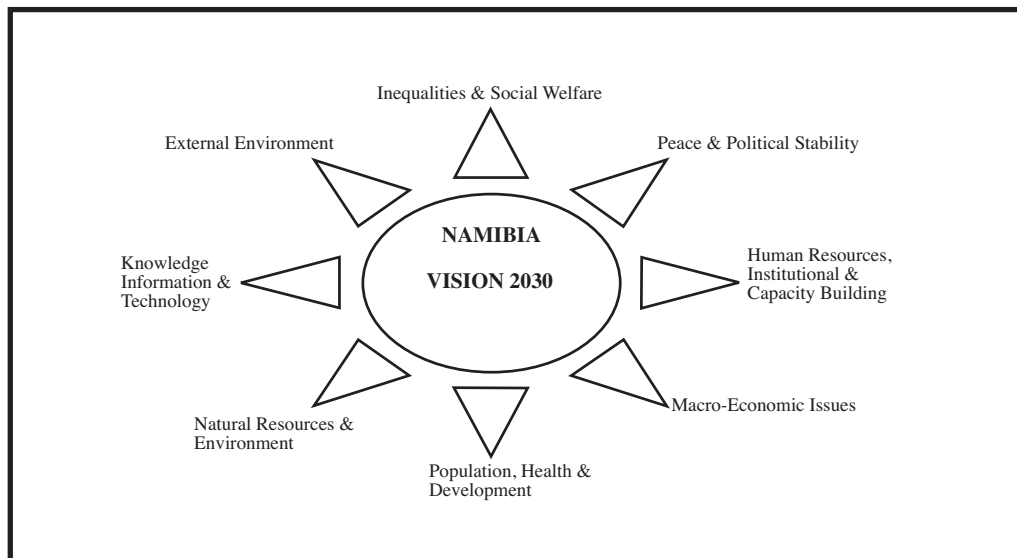 Inequalities & Social Welfare
External Environment
Peace & Political Stability
NAMIBIA
VISION 2030
Knowledge
Information &
Technology
Human Resources,
Institutional &
Capacity Building
Natural Resources &
Environment
Macro-Economic Issues
Population, Health &
Development